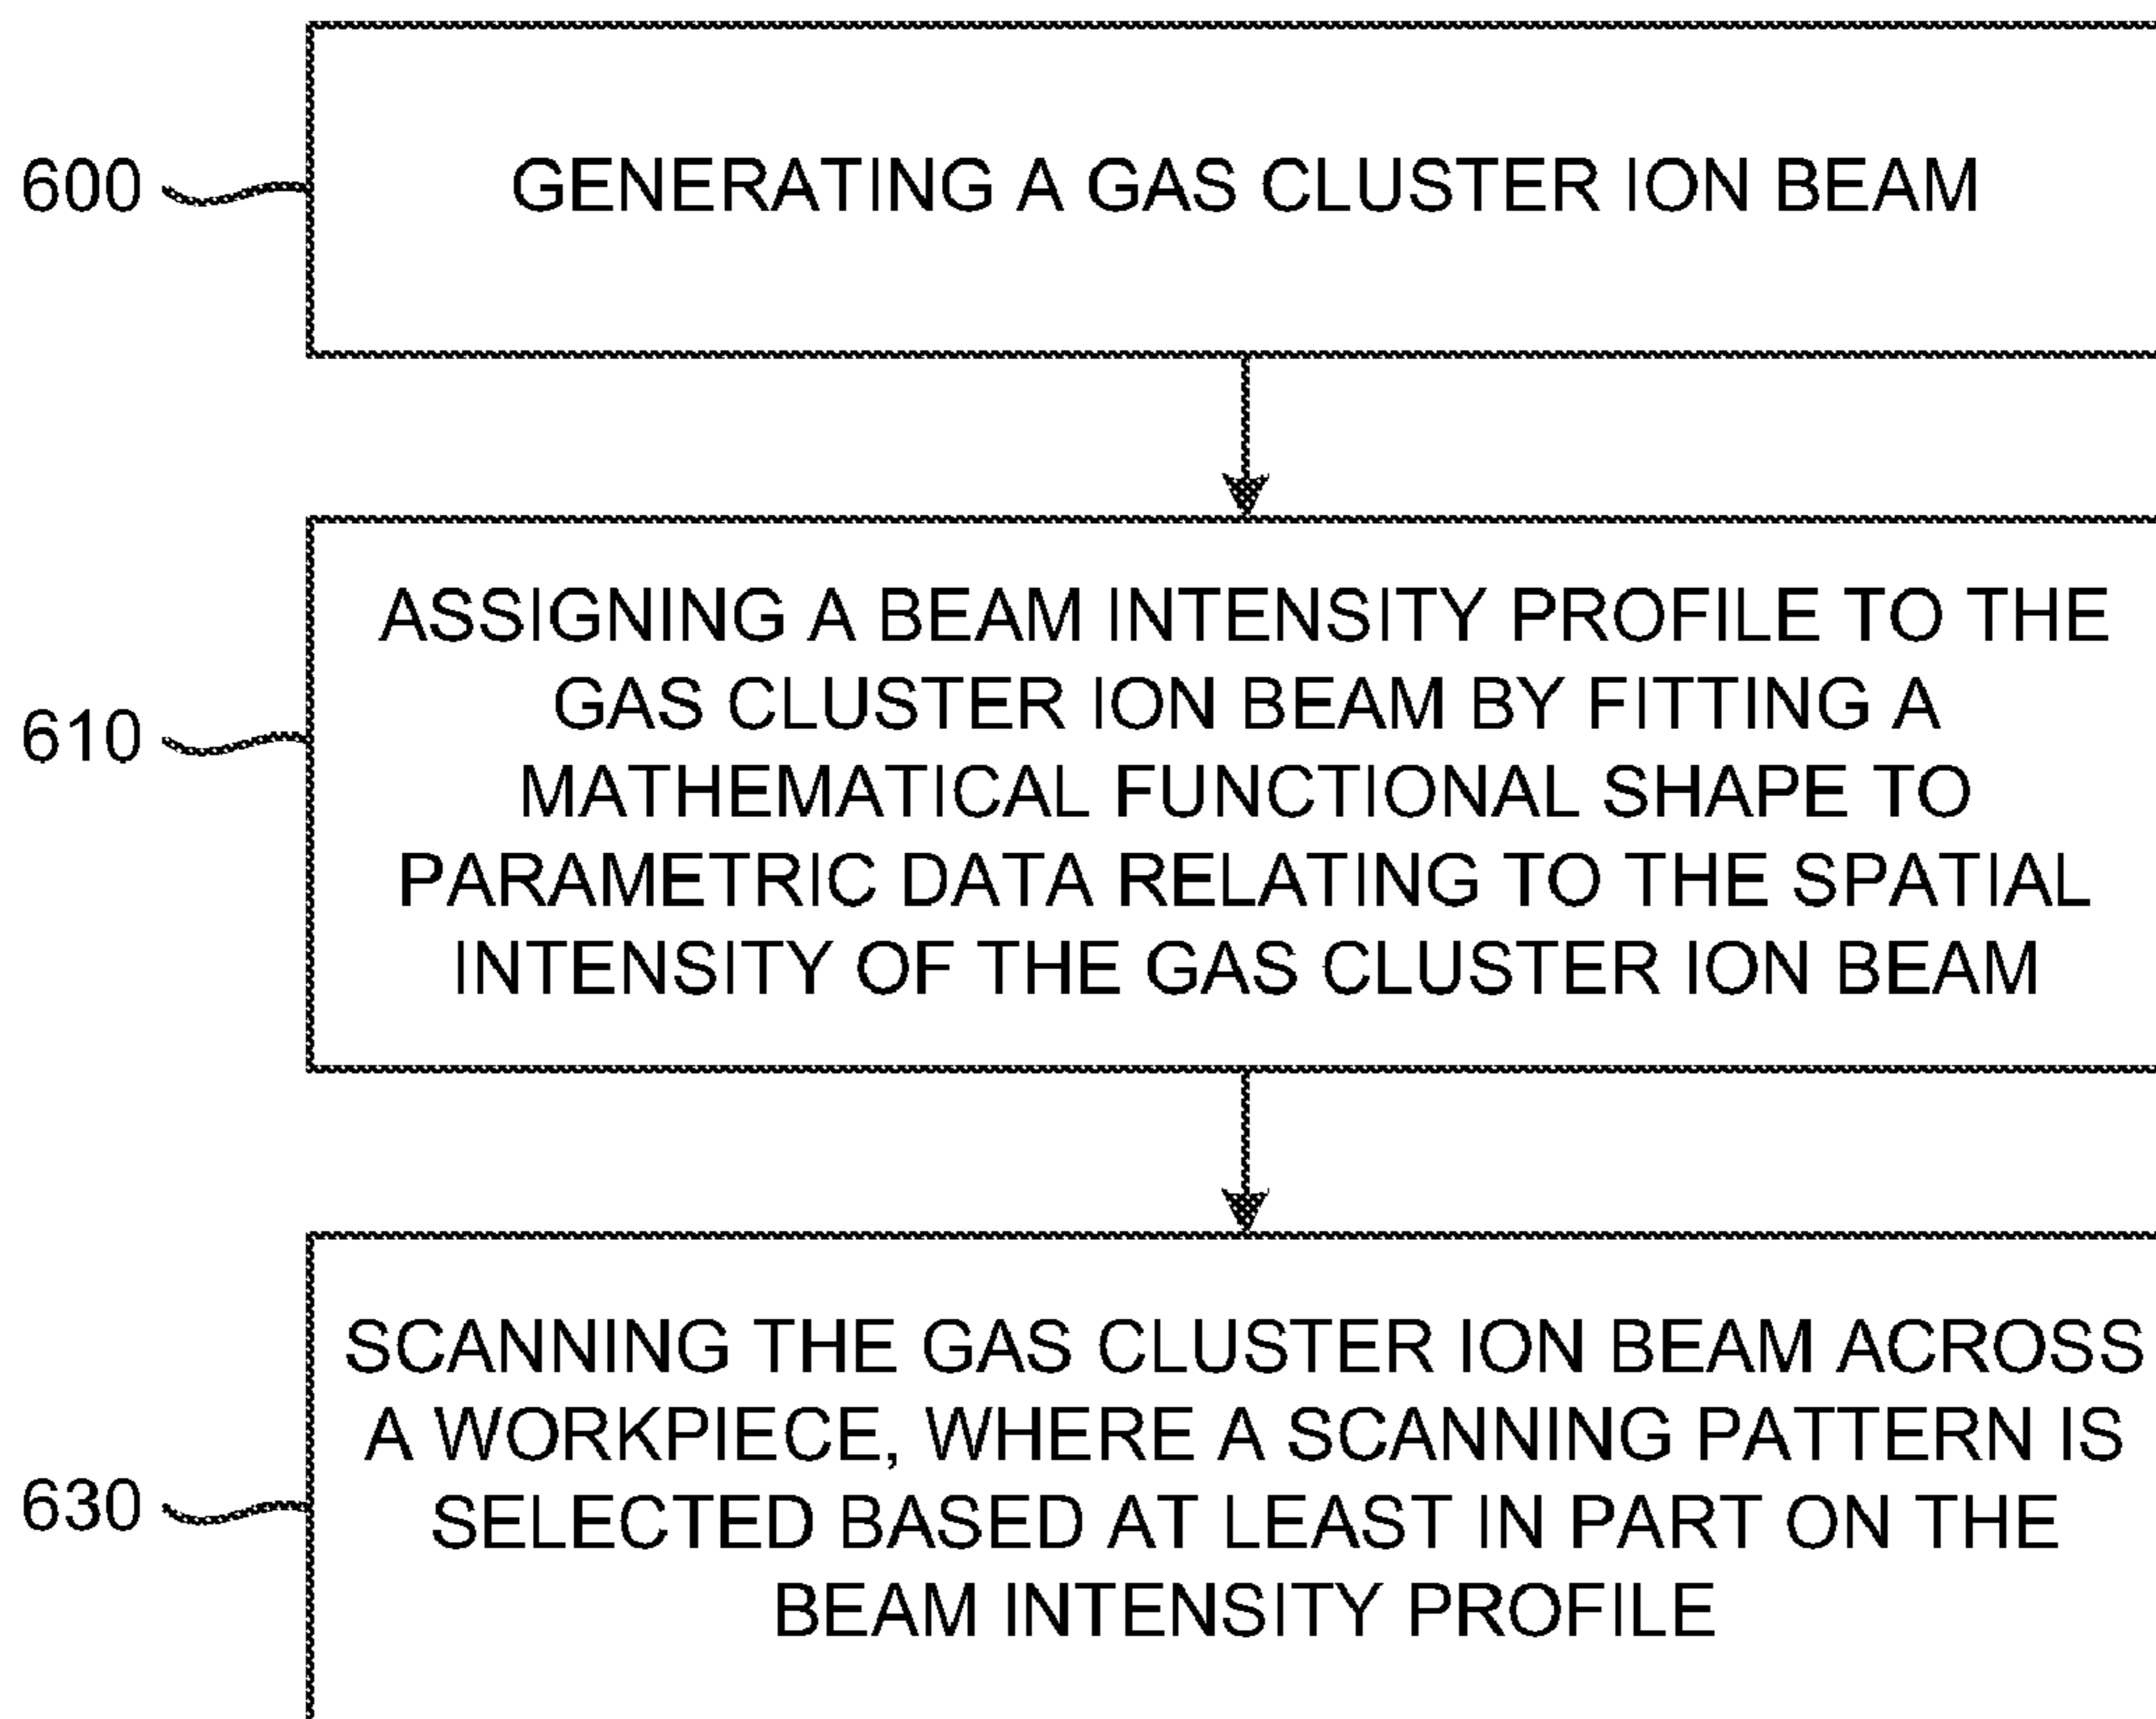 600
GENERATING A GAS CLUSTER ION BEAM
610
ASSIGNING A BEAM INTENSITY PROFILE TO THE
GAS CLUSTER ION BEAM BY FITTING A
MATHEMATICAL FUNCTIONAL SHAPE TO
PARAMETRIC DATA RELATING TO THE SPATIAL
INTENSITY OF THE GAS CLUSTER ION BEAM
630
SCANNING THE GAS CLUSTER ION BEAM ACROSS
A WORKPIECE, WHERE A SCANNING PATTERN IS
SELECTED BASED AT LEAST IN PART ON THE
BEAM INTENSITY PROFILE